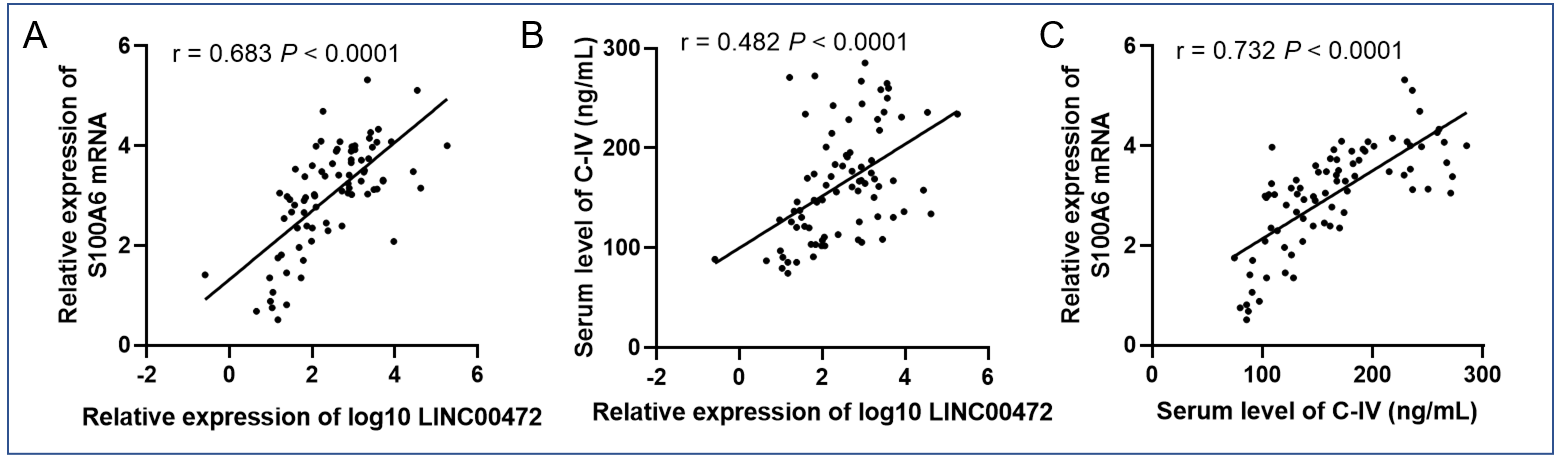 A
r = 0.683 P < 0.0001
Relative expression of
S100A6 mRNA
6
4
2
0
-2 0 2 4 6
Relative expression of log10 LINC00472
B
r = 0.482 P < 0.0001
Serum level of C-IV (ng/mL)
300
200
100
0
-2 0 2 4 6
Relative expression of log10 LINC00472
C
r = 0.732 P < 0.0001
Relative expression of
S100A6 mRNA
6
4
2
0
0 100 200 300
Serum level of C-IV (ng/mL)